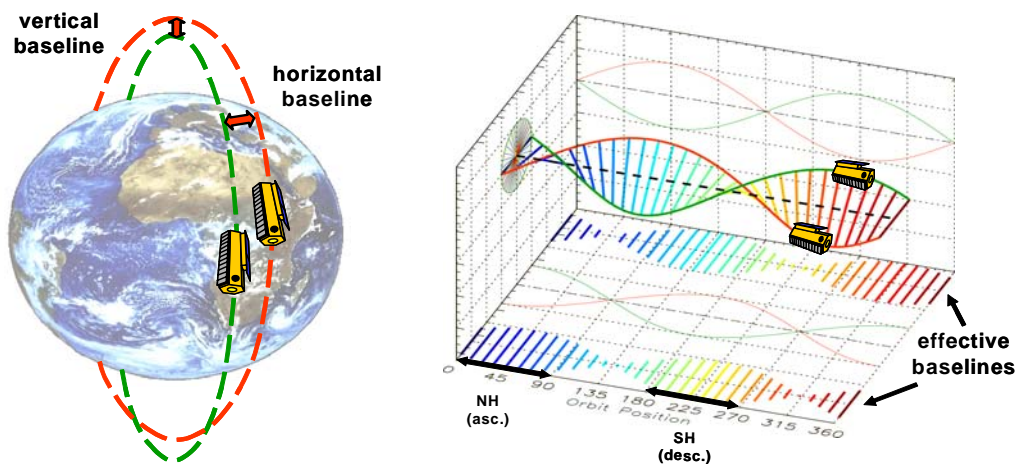 vertical
baseline
horizontal
baseline
effective
baselines
0
45
90
135
180
225
270
315
360
Orbit Position
NH
(asc.)
SH
(desc.)